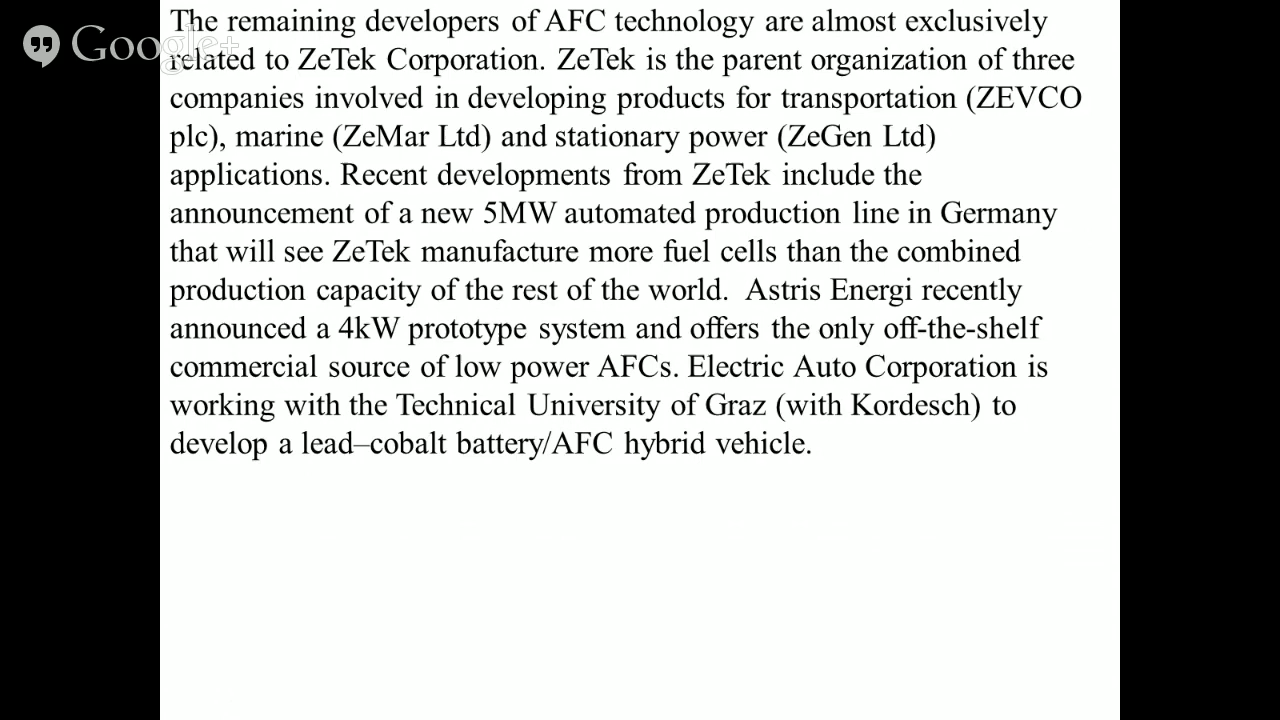 Google+
The remaining developers of AFC technology are almost exclusively
related to ZeTek Corporation. ZeTek is the parent organization of three
companies involved in developing products for transportation (ZEVCO
plc), marine (ZeMar Ltd) and stationary power (ZeGen Ltd)
applications. Recent developments from ZeTek include the
announcement of a new 5MW automated production line in Germany
that will see ZeTek manufacture more fuel cells than the combined
production capacity of the rest of the world.  Astris Energi recently
announced a 4kW prototype system and offers the only off-the-shelf
commercial source of low power AFCs. Electric Auto Corporation is
working with the Technical University of Graz (with Kordesch) to
develop a lead–cobalt battery/AFC hybrid vehicle.